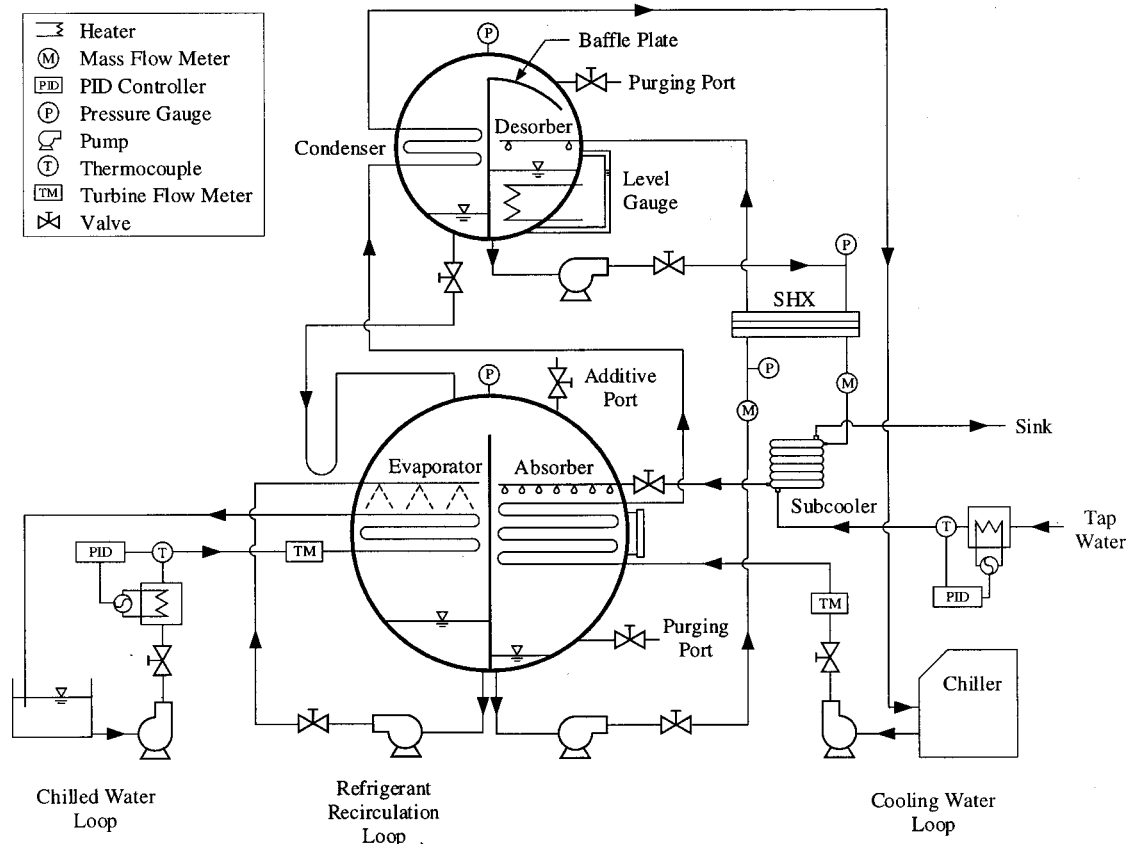 Heater
M
Mass Flow Meter
PID
PID Controller
P
Pressure Gauge
Pump
T
Thermocouple
TM
Turbine Flow Meter
Valve
P
Baffle Plate
Purging Port
Desorber
Condenser
Level
Gauge
P
SHX
P
M
M
P
Additive
Port
Sink
Evaporator
Absorber
Subcooler
Tap
Water
T
PID
PID
T
TM
TM
Purging
Port
Chiller
Chilled Water
Loop
Refrigerant
Recirculation
Loop
Cooling Water
Loop